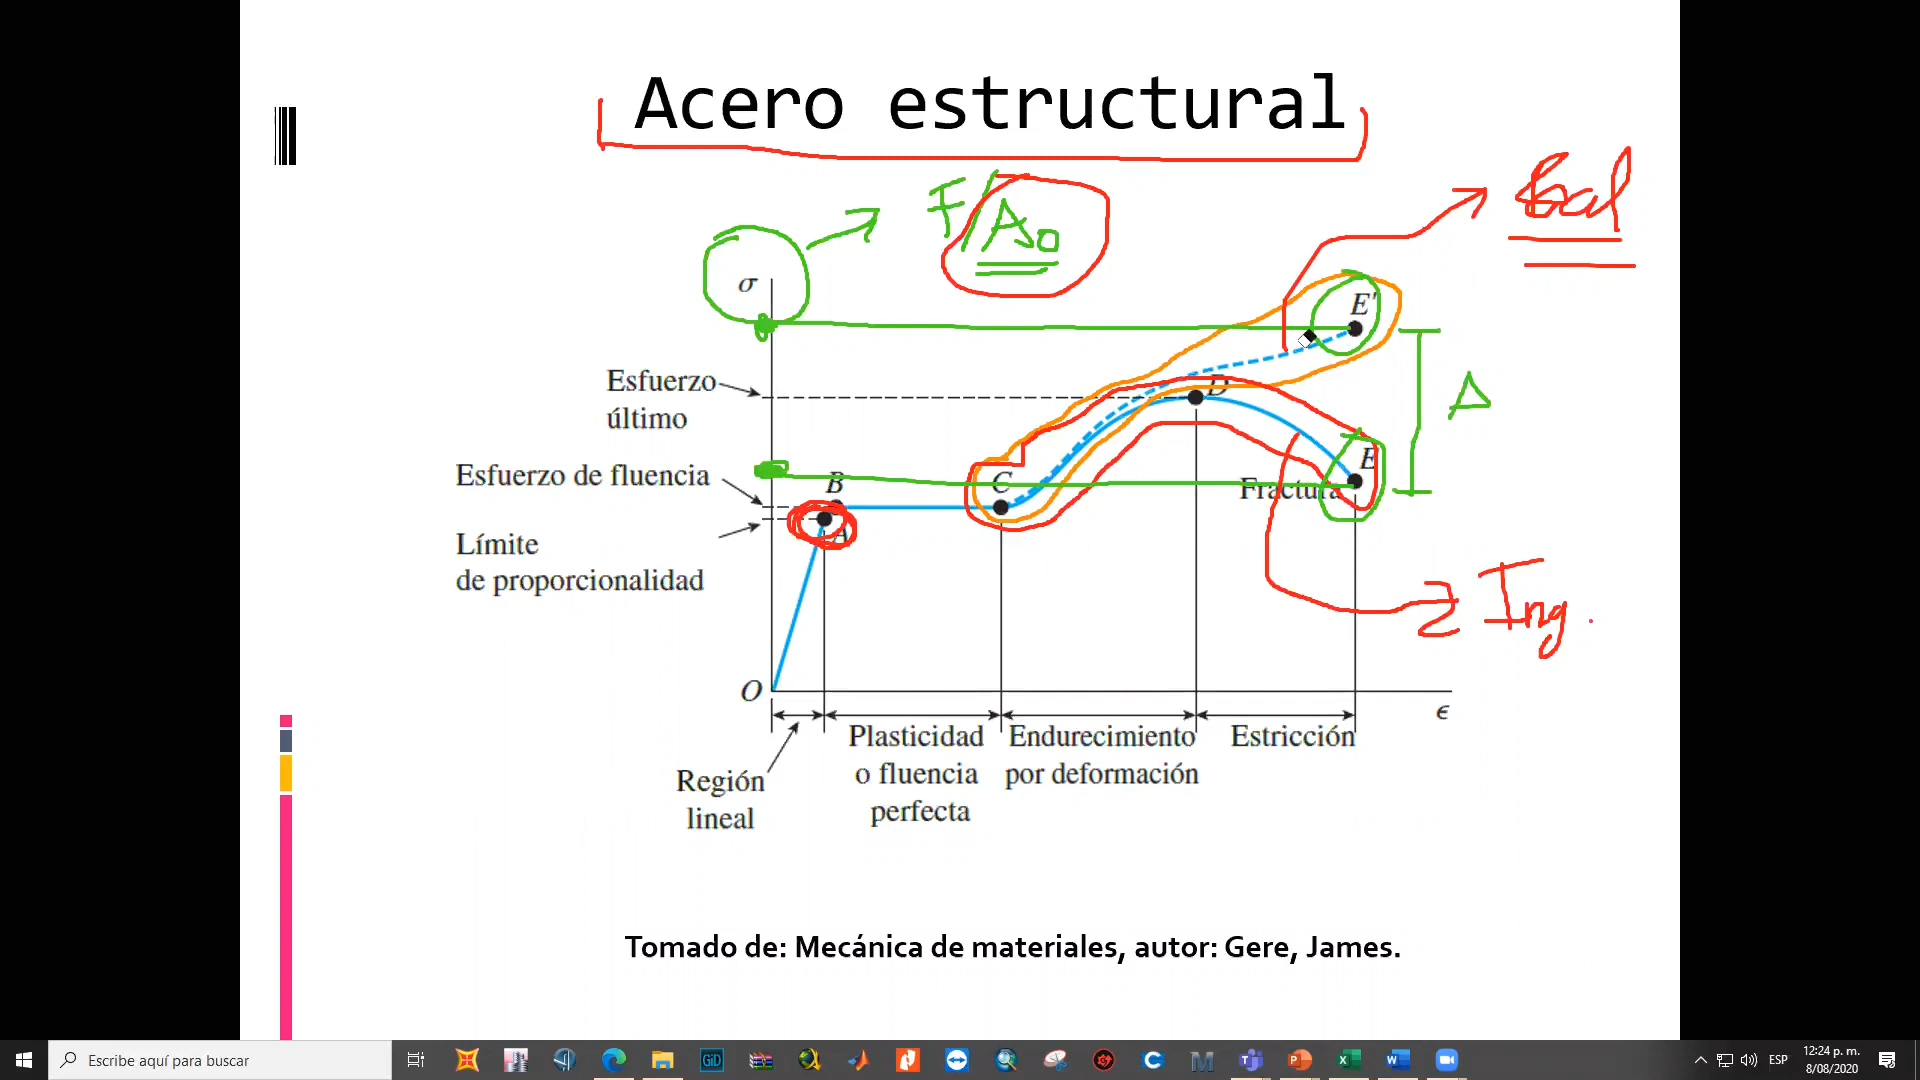 Acero estructural
Real
F/A₀
σ
E'
Esfuerzo
último
D
Δ
Esfuerzo de fluencia
B
C
E
Fractura
A
Límite
de proporcionalidad
Ing.
O
ϵ
Plasticidad
o fluencia
perfecta
Endurecimiento
por deformación
Estricción
Región
lineal
Tomado de: Mecánica de materiales, autor: Gere, James.
Escribe aquí para buscar
GiD
ESP
12:24 p. m.
8/08/2020